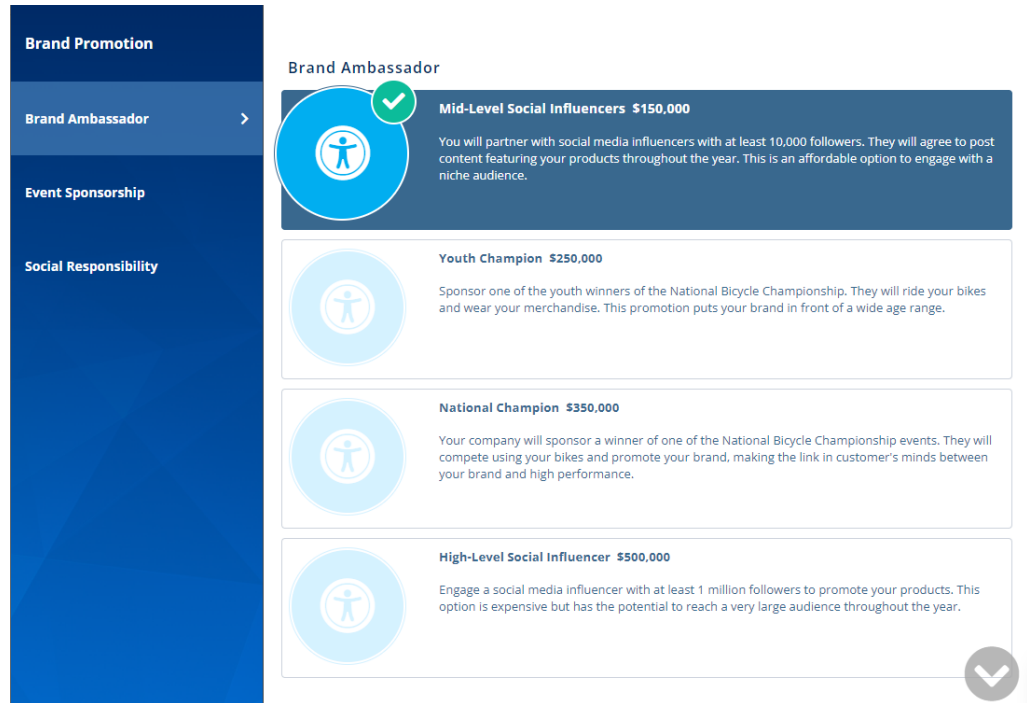 Brand Promotion
Brand Ambassador
Event Sponsorship
Social Responsibility
Brand Ambassador
Mid-Level Social Influencers $150,000
You will partner with social media influencers with at least 10,000 followers. They will agree to post
content featuring your products throughout the year. This is an affordable option to engage with a
niche audience.
Youth Champion $250,000
Sponsor one of the youth winners of the National Bicycle Championship. They will ride your bikes
and wear your merchandise. This promotion puts your brand in front of a wide age range.
National Champion $350,000
Your company will sponsor a winner of one of the National Bicycle Championship events. They will
compete using your bikes and promote your brand, making the link in customer's minds between
your brand and high performance.
High-Level Social Influencer $500,000
Engage a social media influencer with at least 1 million followers to promote your products. This
option is expensive but has the potential to reach a very large audience throughout the year.